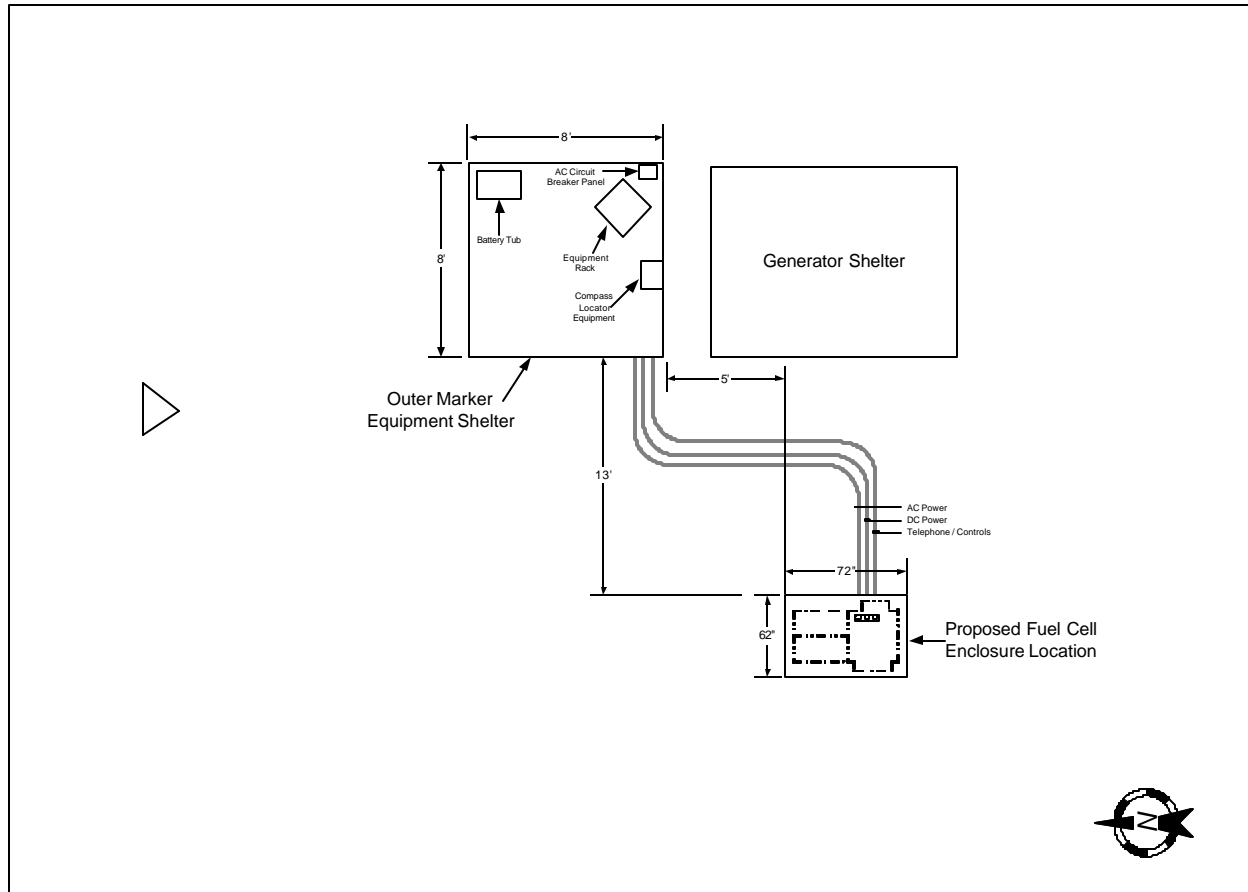 8'
AC Circuit
Breaker Panel
Battery Tub
8'
Equipment
Rack
Generator Shelter
Compass
Locator
Equipment
5'
Outer Marker
Equipment Shelter
13'
AC Power
DC Power
Telephone / Controls
72"
62"
Proposed Fuel Cell
Enclosure Location
N